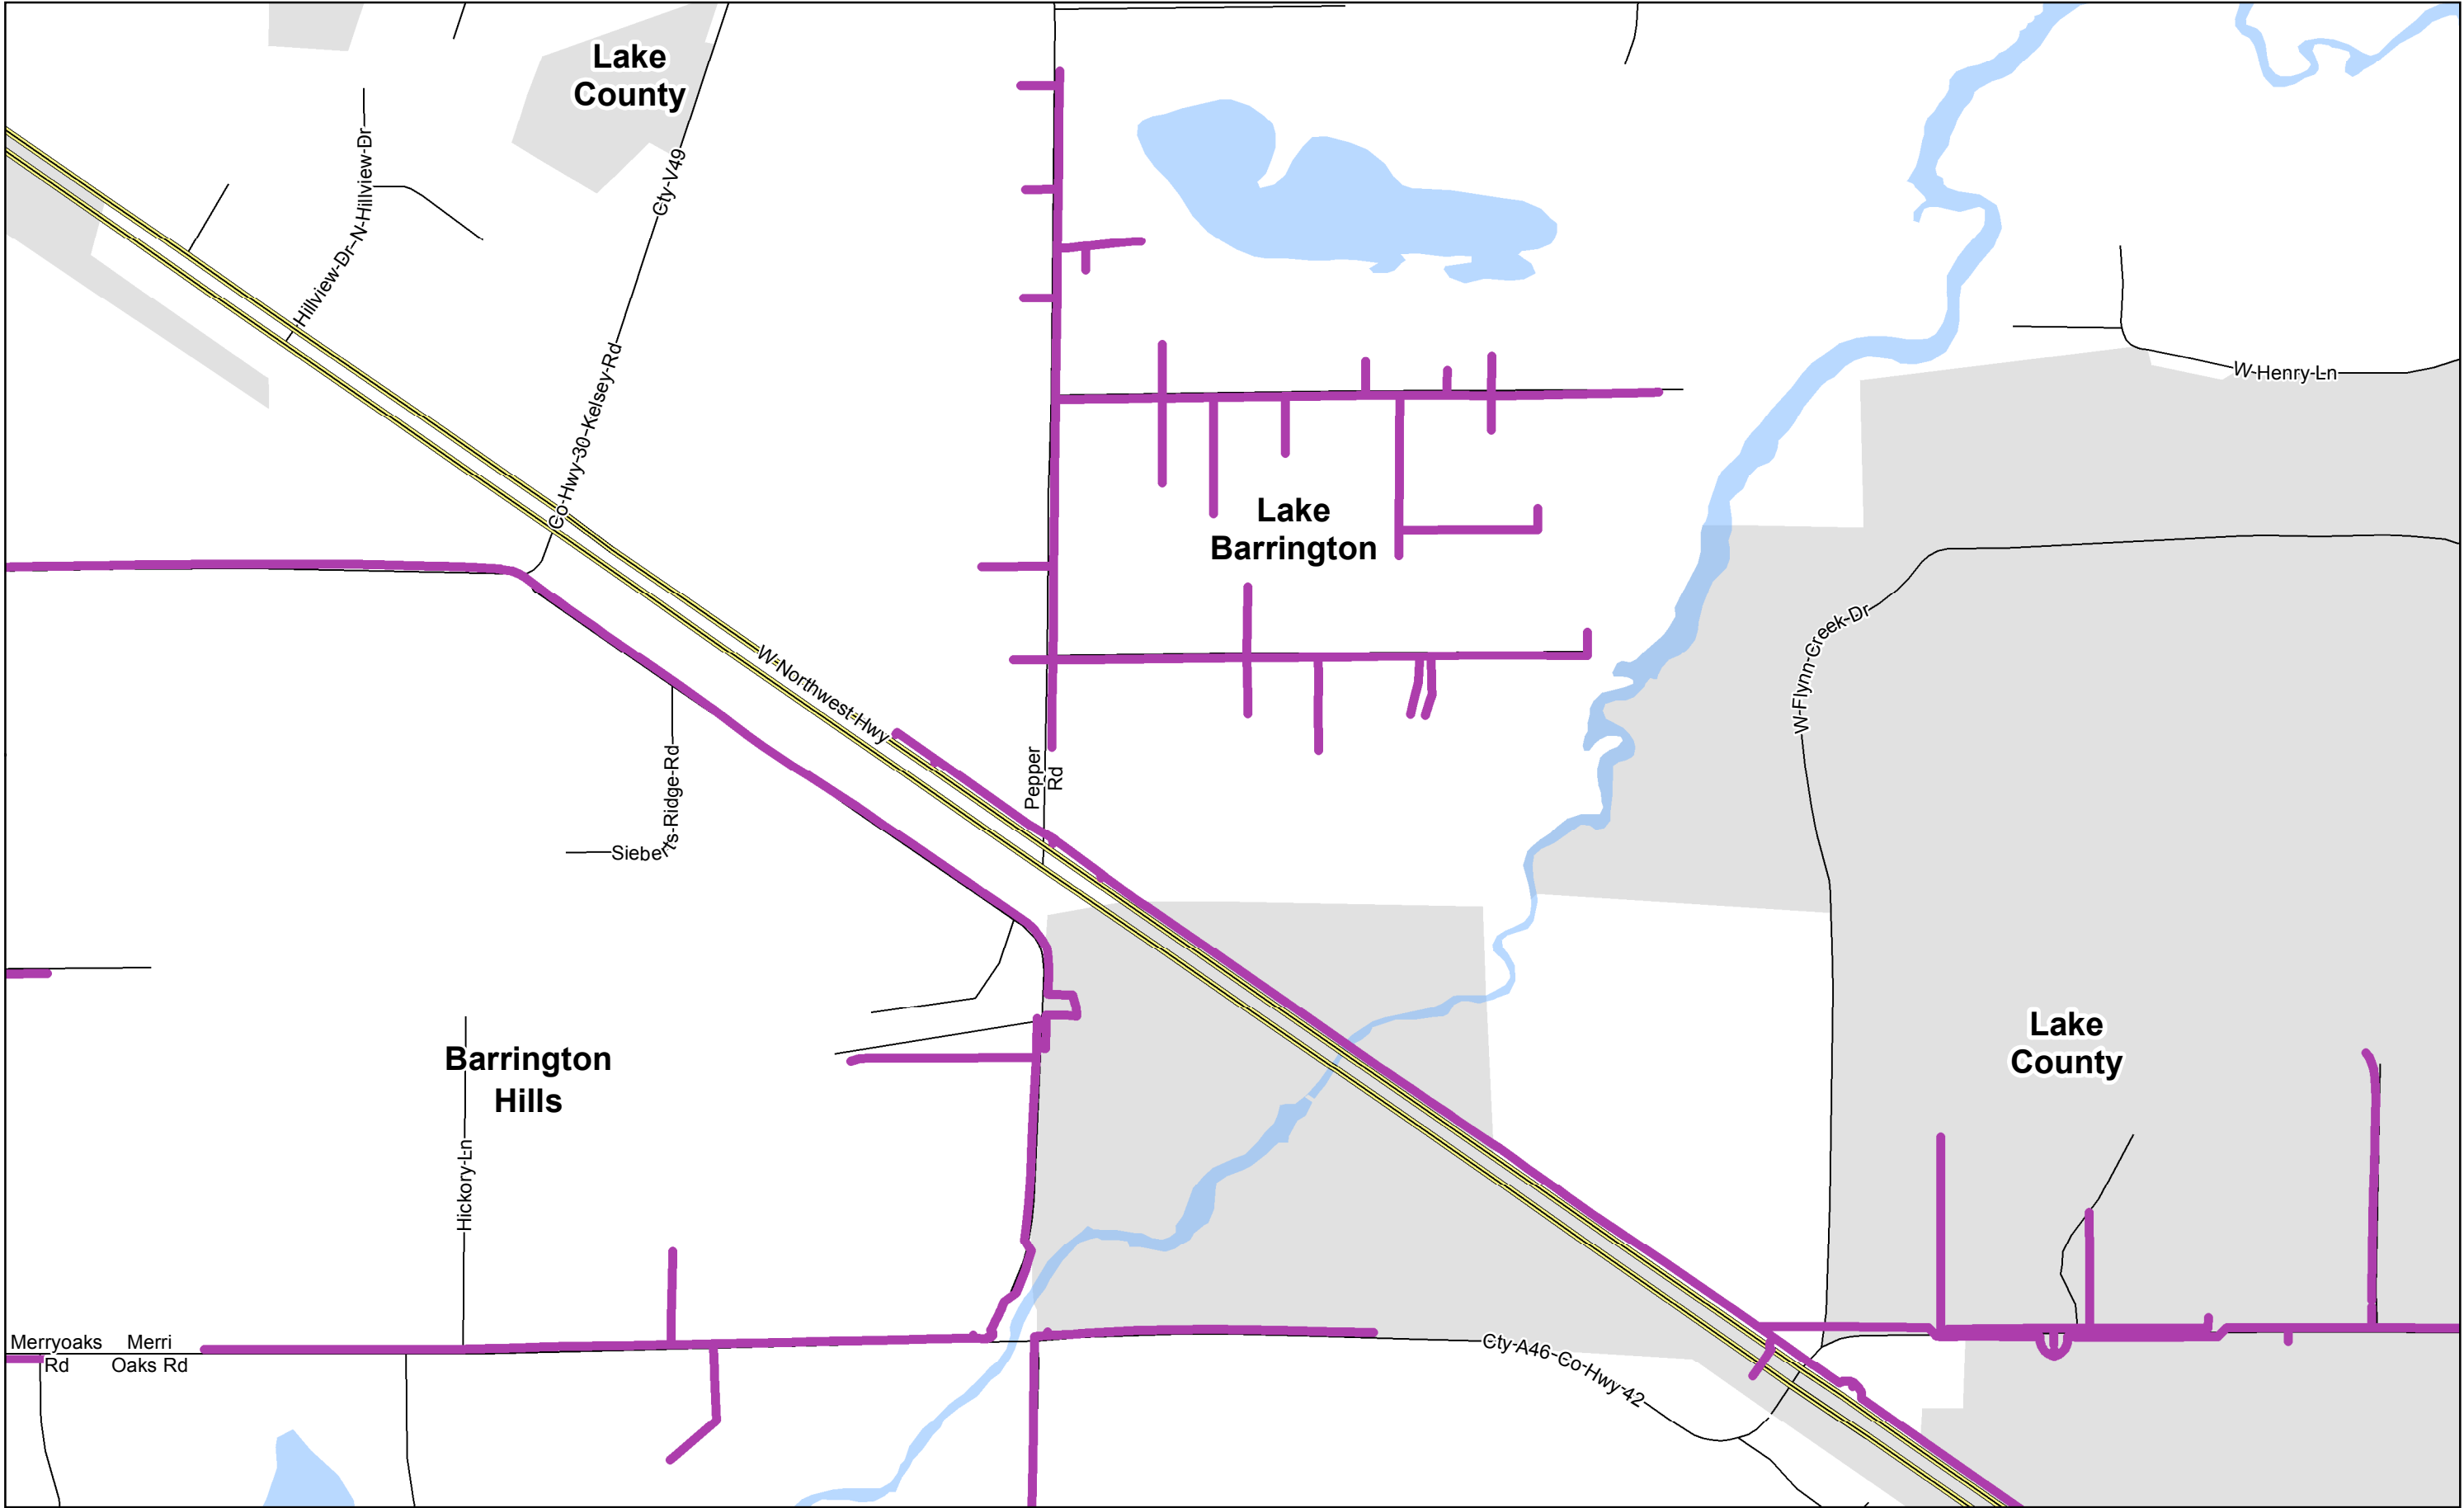 Lake
County
Hillview-Dr-N-Hillview-Dr
Cty-V49
Co-Hwy-30-Kelsey-Rd
W-Henry-Ln
Lake
Barrington
W-Northwest-Hwy
W-Flynn-Creek-Dr
Pepper
Rd
Sieberts-Ridge-Rd
Lake
County
Barrington
Hills
Hickory-Ln
Merryoaks
Rd
Merri
Oaks Rd
Cty-A46-Co-Hwy-42